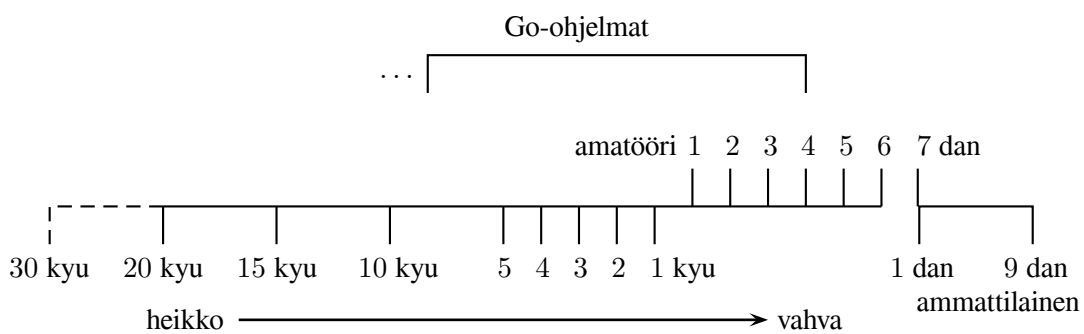 Go-ohjelmat
. . .
amatööri 1 2 3 4 5 6 7 dan
30 kyu 20 kyu 15 kyu 10 kyu 5 4 3 2 1 kyu 1 dan 9 dan
ammattilainen
heikko vahva